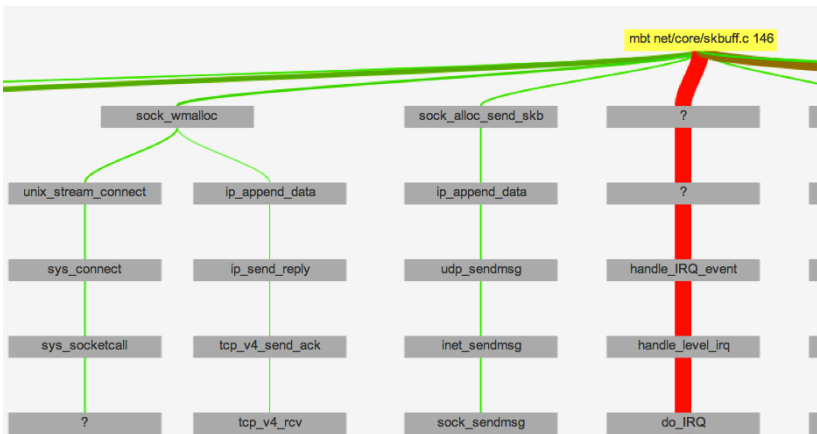 mbt net/core/skbuff.c 146
sock_wmalloc
sock_alloc_send_skb
?
unix_stream_connect
ip_append_data
ip_append_data
?
sys_connect
ip_send_reply
udp_sendmsg
handle_IRQ_event
sys_socketcall
tcp_v4_send_ack
inet_sendmsg
handle_level_irq
?
tcp_v4_rcv
sock_sendmsg
do_IRQ